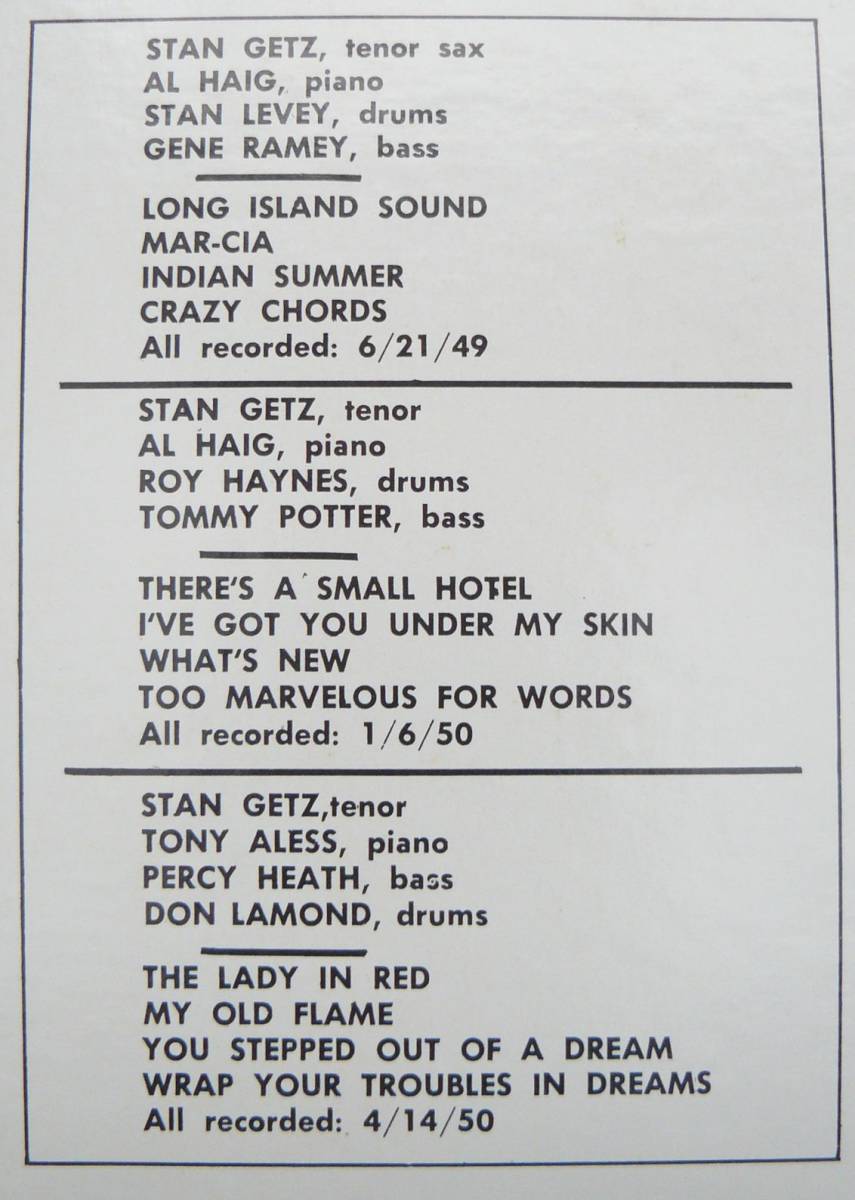 STAN GETZ, tenor sax
AL HAIG, piano
STAN LEVEY, drums
GENE RAMEY, bass
LONG ISLAND SOUND
MAR-CIA
INDIAN SUMMER
CRAZY CHORDS
All recorded: 6/21/49
STAN GETZ, tenor
AL HAIG, piano
ROY HAYNES, drums
TOMMY POTTER, bass
THERE'S A SMALL HOTEL
I'VE GOT YOU UNDER MY SKIN
WHAT'S NEW
TOO MARVELOUS FOR WORDS
All recorded: 1/6/50
STAN GETZ,tenor
TONY ALESS, piano
PERCY HEATH, bass
DON LAMOND, drums
THE LADY IN RED
MY OLD FLAME
YOU STEPPED OUT OF A DREAM
WRAP YOUR TROUBLES IN DREAMS
All recorded: 4/14/50